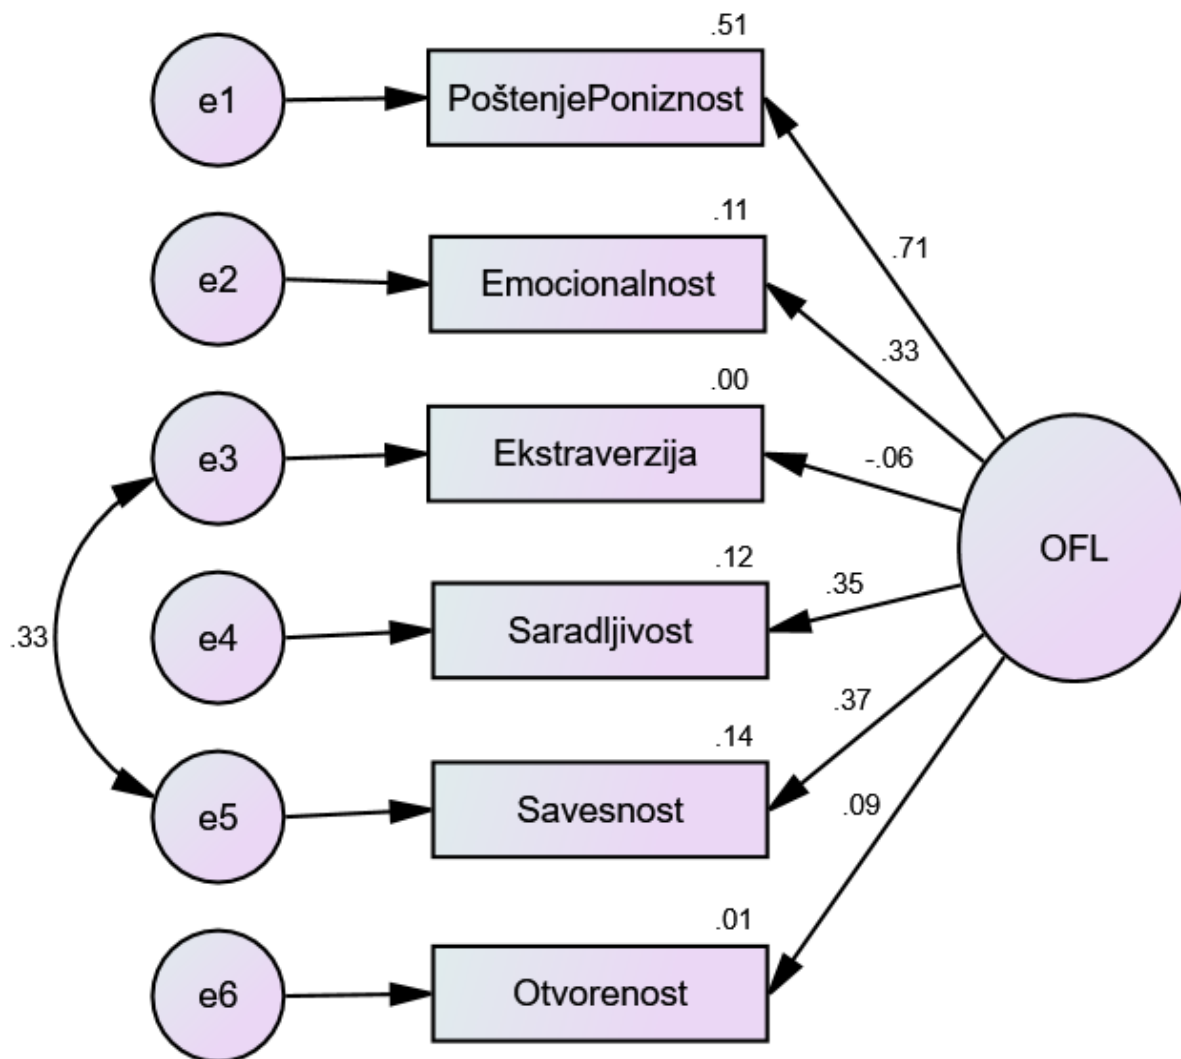 .51
e1
PoštenjePoniznost
.71
.11
e2
Emocionalnost
.33
.00
e3
Ekstraverzija
-.06
OFL
.12
.35
.33
e4
Saradljivost
.37
.14
e5
Savesnost
.09
.01
e6
Otvorenost